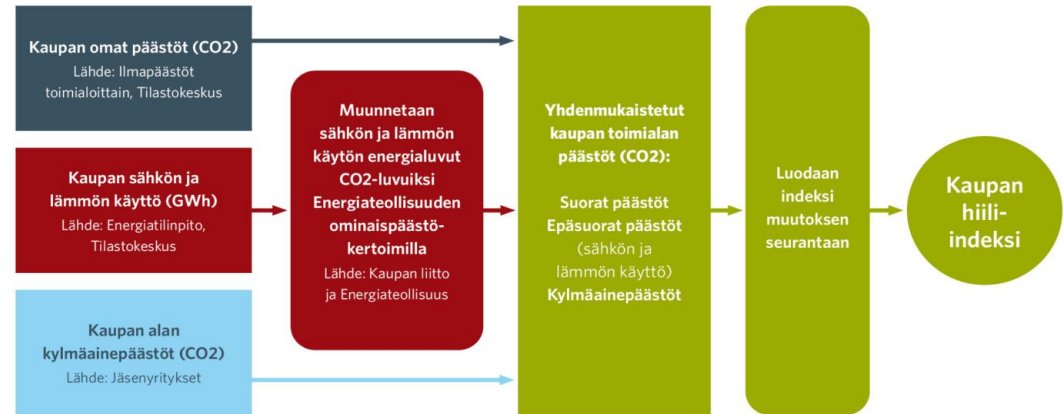 Kaupan omat päästöt (CO2)
Lähde: Ilmapäästöt
toimialoittain, Tilastokeskus
Kaupan sähkön ja
lämmön käyttö (GWh)
Lähde: Energiatilinpito,
Tilastokeskus
Kaupan alan
kylmäainepäästöt (CO2)
Lähde: Jäsenyritykset
Muunnetaan
sähkön ja lämmön
käytön energialuvut
CO2-luvuiksi
Energiateollisuuden
ominaispäästö-
kertoimilla
Lähde: Kaupan liitto
ja Energiateollisuus
Yhdenmukaistetut
kaupan toimialan
päästöt (CO2):
Suorat päästöt
Epäsuorat päästöt
(sähkön ja
lämmön käyttö)
Kylmäainepäästöt
Luodaan
indeksi
muutoksen
seurantaan
Kaupan
hiili-
indeksi